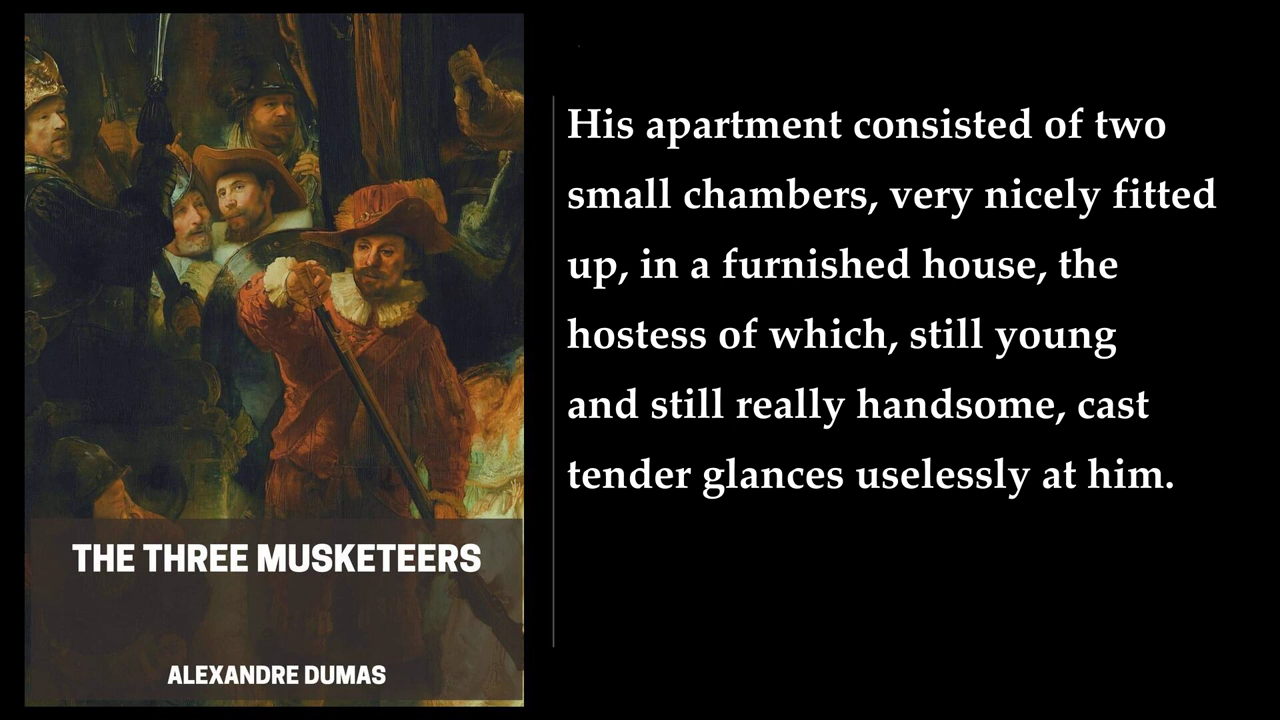 THE THREE MUSKETEERS
ALEXANDRE DUMAS
His apartment consisted of two
small chambers, very nicely fitted
up, in a furnished house, the
hostess of which, still young
and still really handsome, cast
tender glances uselessly at him.